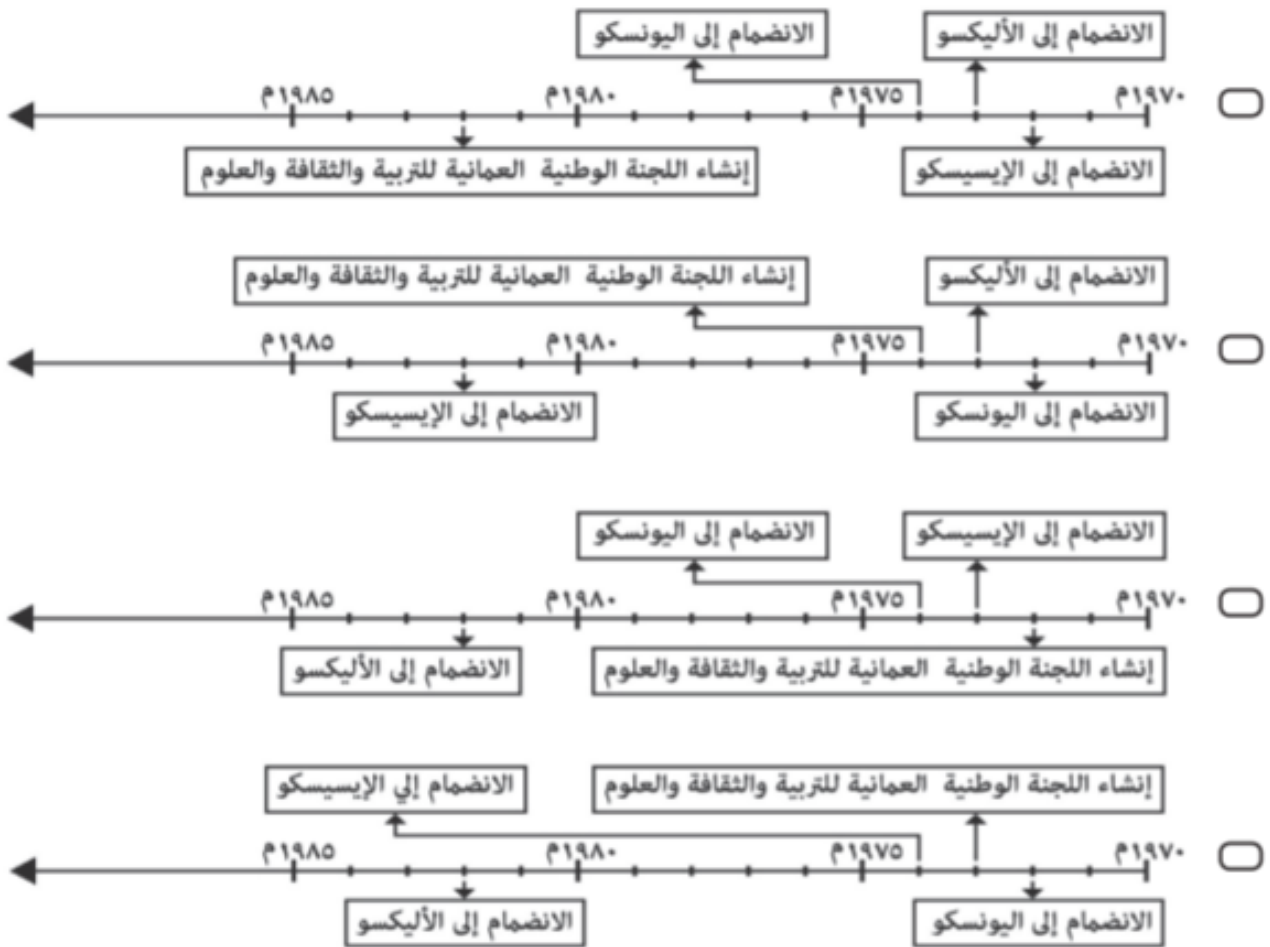 الانضمام إلى الأليكسو
الانضمام إلى اليونسكو
١٩٧٠م
١٩٧٥م
١٩٨٠م
١٩٨٥م
الانضمام إلى الإيسيسكو
إنشاء اللجنة الوطنية العمانية للتربية والثقافة والعلوم
الانضمام إلى الأليكسو
إنشاء اللجنة الوطنية العمانية للتربية والثقافة والعلوم
١٩٧٠م
١٩٧٥م
١٩٨٠م
١٩٨٥م
الانضمام إلى اليونسكو
الانضمام إلى الإيسيسكو
الانضمام إلى الإيسيسكو
الانضمام إلى اليونسكو
١٩٧٠م
١٩٧٥م
١٩٨٠م
١٩٨٥م
إنشاء اللجنة الوطنية العمانية للتربية والثقافة والعلوم
الانضمام إلى الأليكسو
إنشاء اللجنة الوطنية العمانية للتربية والثقافة والعلوم
الانضمام إلي الإيسيسكو
١٩٧٠م
١٩٧٥م
١٩٨٠م
١٩٨٥م
الانضمام إلى اليونسكو
الانضمام إلى الأليكسو